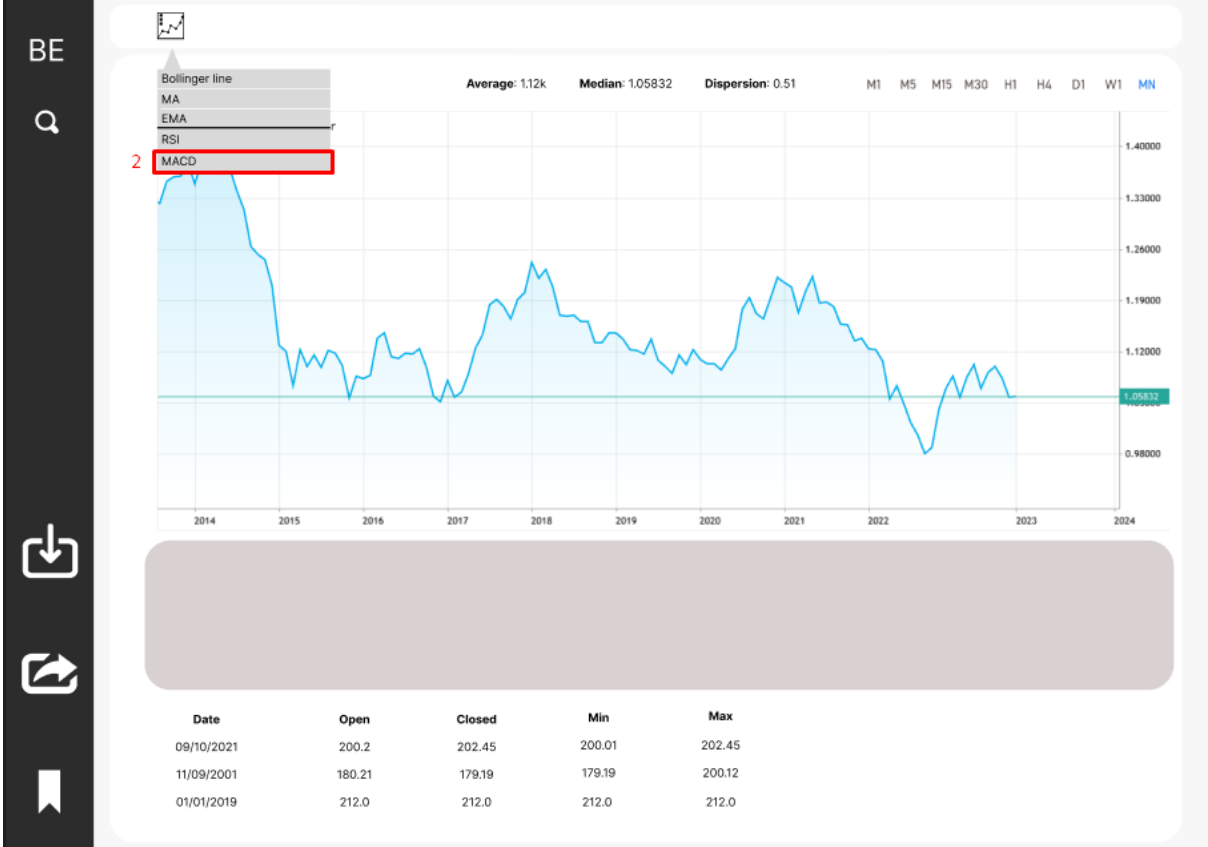 BE
Bollinger line
MA
EMA
r
RSI
2 MACD
Average: 1.12k Median: 1.05832 Dispersion: 0.51 M1 M5 M15 M30 H1 H4 D1 W1 MN
1.40000
1.33000
1.26000
1.19000
1.12000
1.05832
0.98000
2014 2015 2016 2017 2018 2019 2020 2021 2022 2023 2024
Date Open Closed Min Max
09/10/2021 200.2 202.45 200.01 202.45
11/09/2001 180.21 179.19 179.19 200.12
01/01/2019 212.0 212.0 212.0 212.0